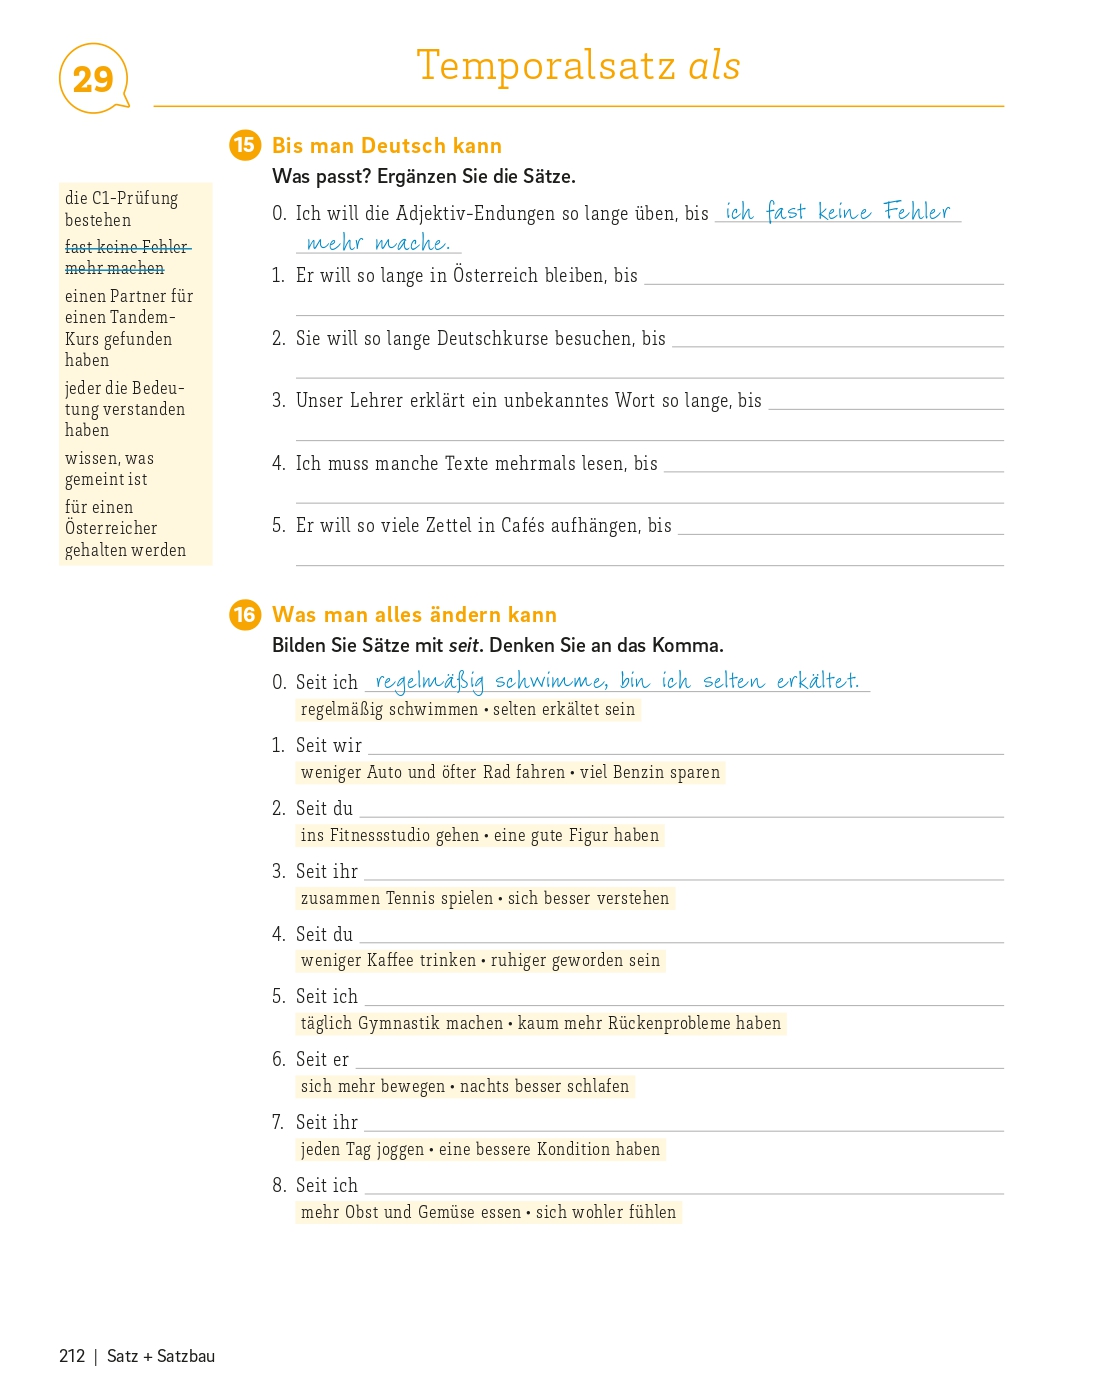 29
Temporalsatz als
15 Bis man Deutsch kann
Was passt? Ergänzen Sie die Sätze.
die C1-Prüfung
bestehen
fast keine Fehler
mehr machen
einen Partner für
einen Tandem-
Kurs gefunden
haben
jeder die Bedeu-
tung verstanden
haben
wissen, was
gemeint ist
für einen
Österreicher
gehalten werden
0. Ich will die Adjektiv-Endungen so lange üben, bis ich fast keine Fehler
mehr mache.
1. Er will so lange in Österreich bleiben, bis
2. Sie will so lange Deutschkurse besuchen, bis
3. Unser Lehrer erklärt ein unbekanntes Wort so lange, bis
4. Ich muss manche Texte mehrmals lesen, bis
5. Er will so viele Zettel in Cafés aufhängen, bis
16 Was man alles ändern kann
Bilden Sie Sätze mit seit. Denken Sie an das Komma.
0. Seit ich regelmäßig schwimme, bin ich selten erkältet.
regelmäßig schwimmen • selten erkältet sein
1. Seit wir
weniger Auto und öfter Rad fahren • viel Benzin sparen
2. Seit du
ins Fitnessstudio gehen • eine gute Figur haben
3. Seit ihr
zusammen Tennis spielen • sich besser verstehen
4. Seit du
weniger Kaffee trinken • ruhiger geworden sein
5. Seit ich
täglich Gymnastik machen • kaum mehr Rückenprobleme haben
6. Seit er
sich mehr bewegen • nachts besser schlafen
7. Seit ihr
jeden Tag joggen • eine bessere Kondition haben
8. Seit ich
mehr Obst und Gemüse essen • sich wohler fühlen
212 | Satz + Satzbau